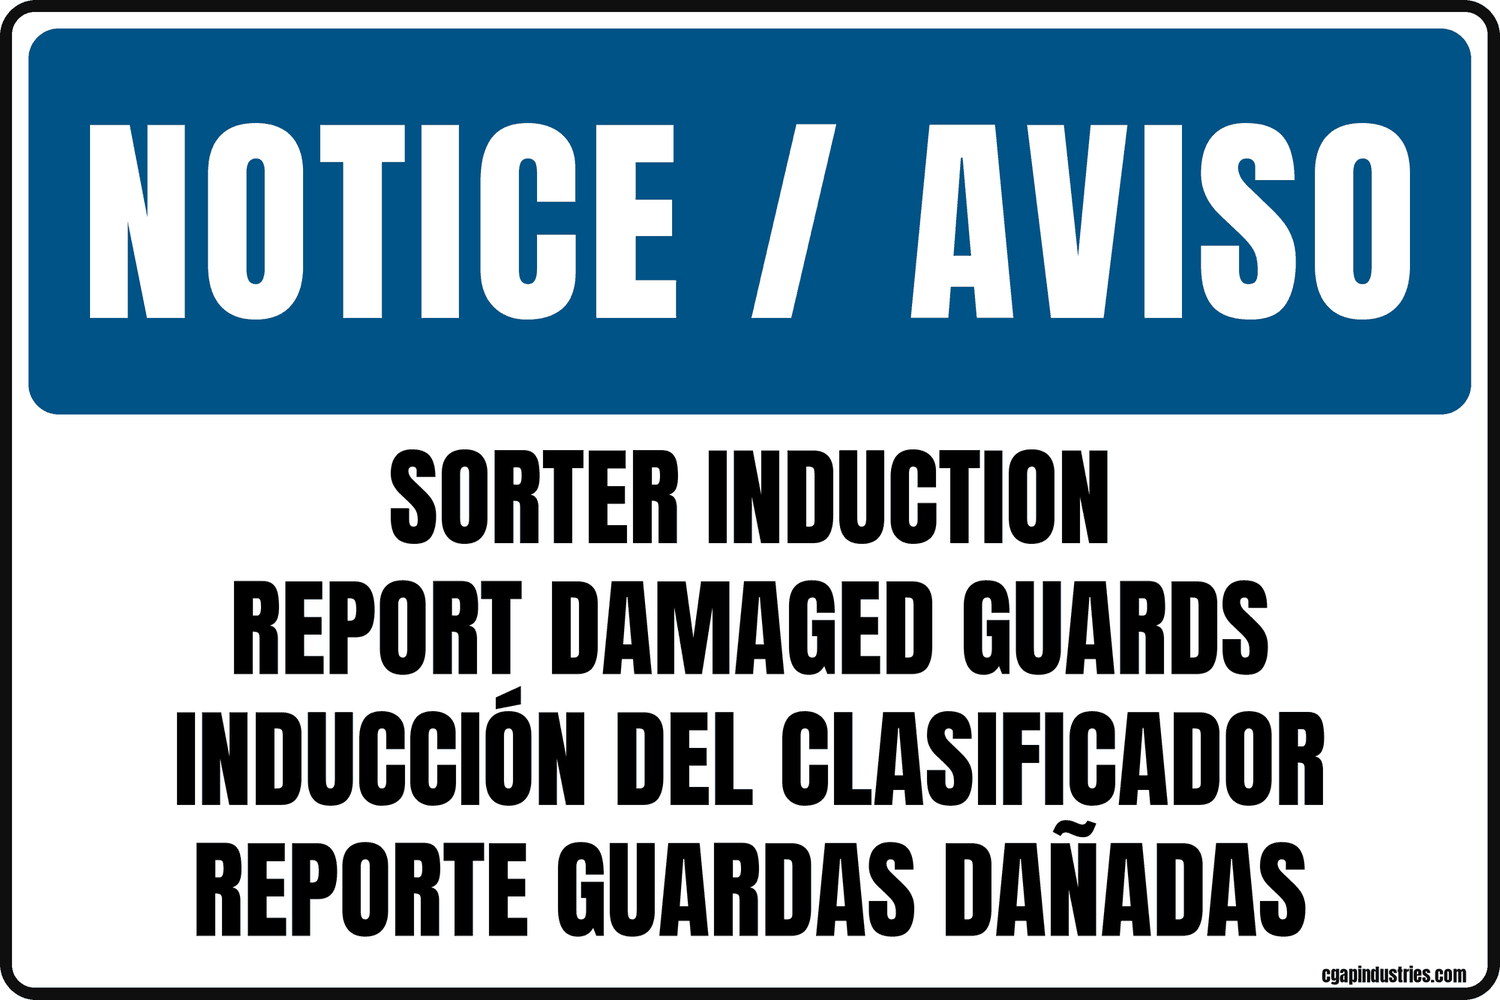 NOTICE / AVISO
SORTER INDUCTION
REPORT DAMAGED GUARDS
INDUCCIÓN DEL CLASIFICADOR
REPORTE GUARDAS DAÑADAS
cgapindustries.com